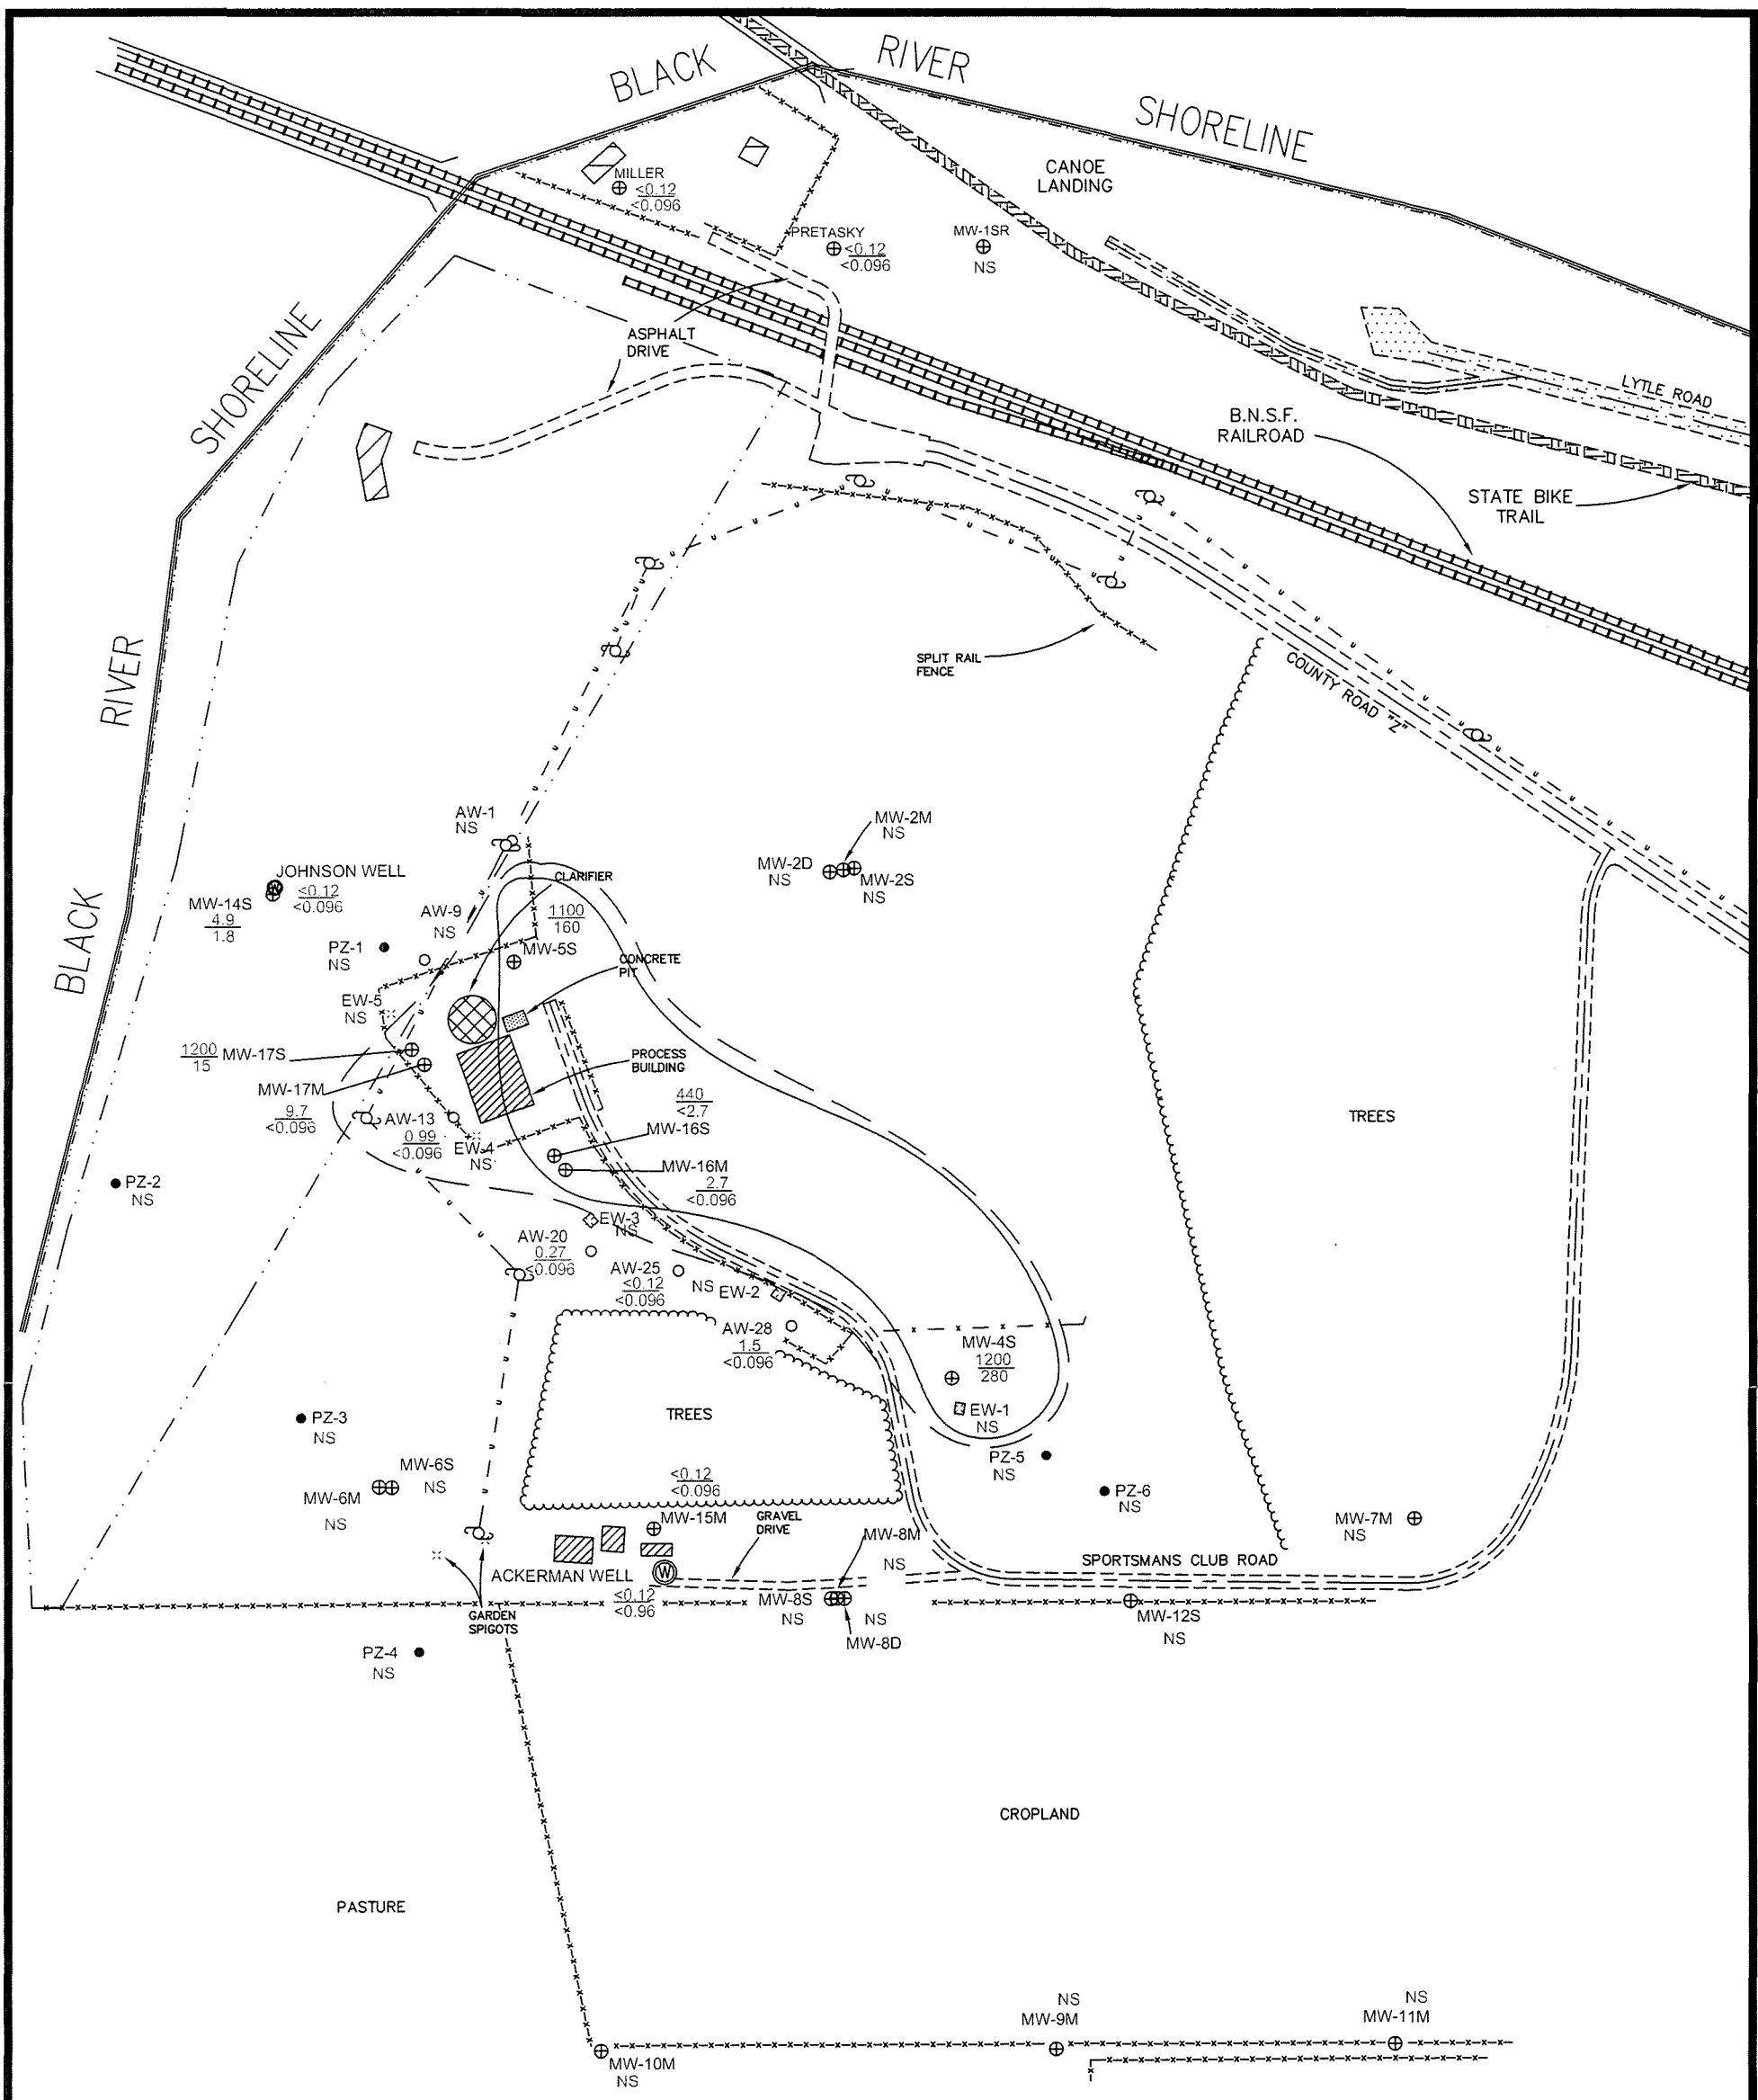 BLACK
RIVER
SHORELINE
CANOE
LANDING
MILLER
<0.12
<0.096
PRETASKY
<0.12
<0.096
MW-1SR
NS
SHORELINE
ASPHALT
DRIVE
LYTLE ROAD
B.N.S.F.
RAILROAD
STATE BIKE
TRAIL
RIVER
SPLIT RAIL
FENCE
COUNTY ROAD "Z"
AW-1
NS
MW-2M
NS
MW-2D
NS
MW-2S
NS
JOHNSON WELL
<0.12
<0.096
CLARIFIER
MW-14S
4.9
1.8
AW-9
NS
1100
160
MW-5S
BLACK
PZ-1
NS
CONCRETE
PIT
EW-5
NS
1200
15
MW-17S
PROCESS
BUILDING
MW-17M
9.7
<0.096
AW-13
0.99
<0.096
440
<2.7
MW-16S
TREES
EW-4
NS
MW-16M
2.7
<0.096
PZ-2
NS
EW-3
NS
AW-20
0.27
<0.096
AW-25
<0.12
<0.096
NS EW-2
AW-28
1.5
<0.096
MW-4S
1200
280
EW-1
NS
TREES
PZ-3
NS
PZ-5
NS
MW-6S
NS
MW-6M
NS
<0.12
<0.096
PZ-6
NS
MW-15M
GRAVEL
DRIVE
MW-8M
NS
MW-7M
NS
SPORTSMANS CLUB ROAD
ACKERMAN WELL
W
<0.12
<0.96
MW-8S
NS
NS
MW-8D
MW-12S
NS
GARDEN
SPIGOTS
PZ-4
NS
CROPLAND
PASTURE
NS
MW-9M
NS
MW-11M
MW-10M
NS